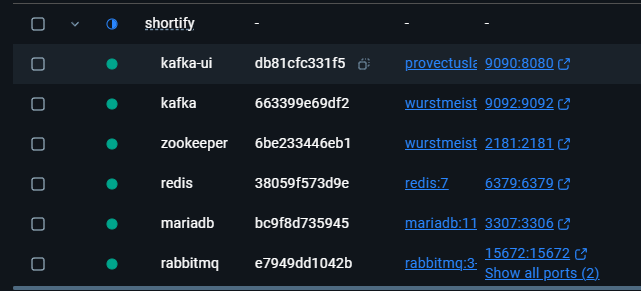 shortify - - -
kafka-ui db81cfc331f5 provectusla 9090:8080
kafka 663399e69df2 wurstmeist 9092:9092
zookeeper 6be233446eb1 wurstmeist 2181:2181
redis 38059f573d9e redis:7 6379:6379
mariadb bc9f8d735945 mariadb:11 3307:3306
rabbitmq e7949dd1042b rabbitmq:3- 15672:15672
Show all ports (2)